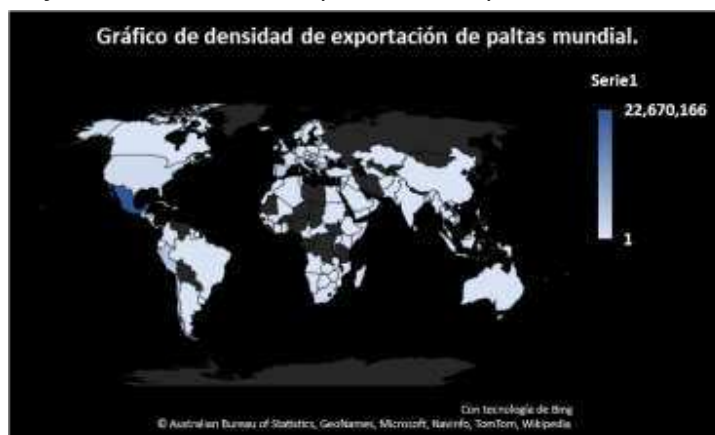 Gráfico de densidad de exportación de paltas mundial.
Serie1
22,670,166
1
Con tecnología de Bing
© Australian Bureau of Statistics, GeoNames, Microsoft, Navinfo, TomTom, Wikipedia